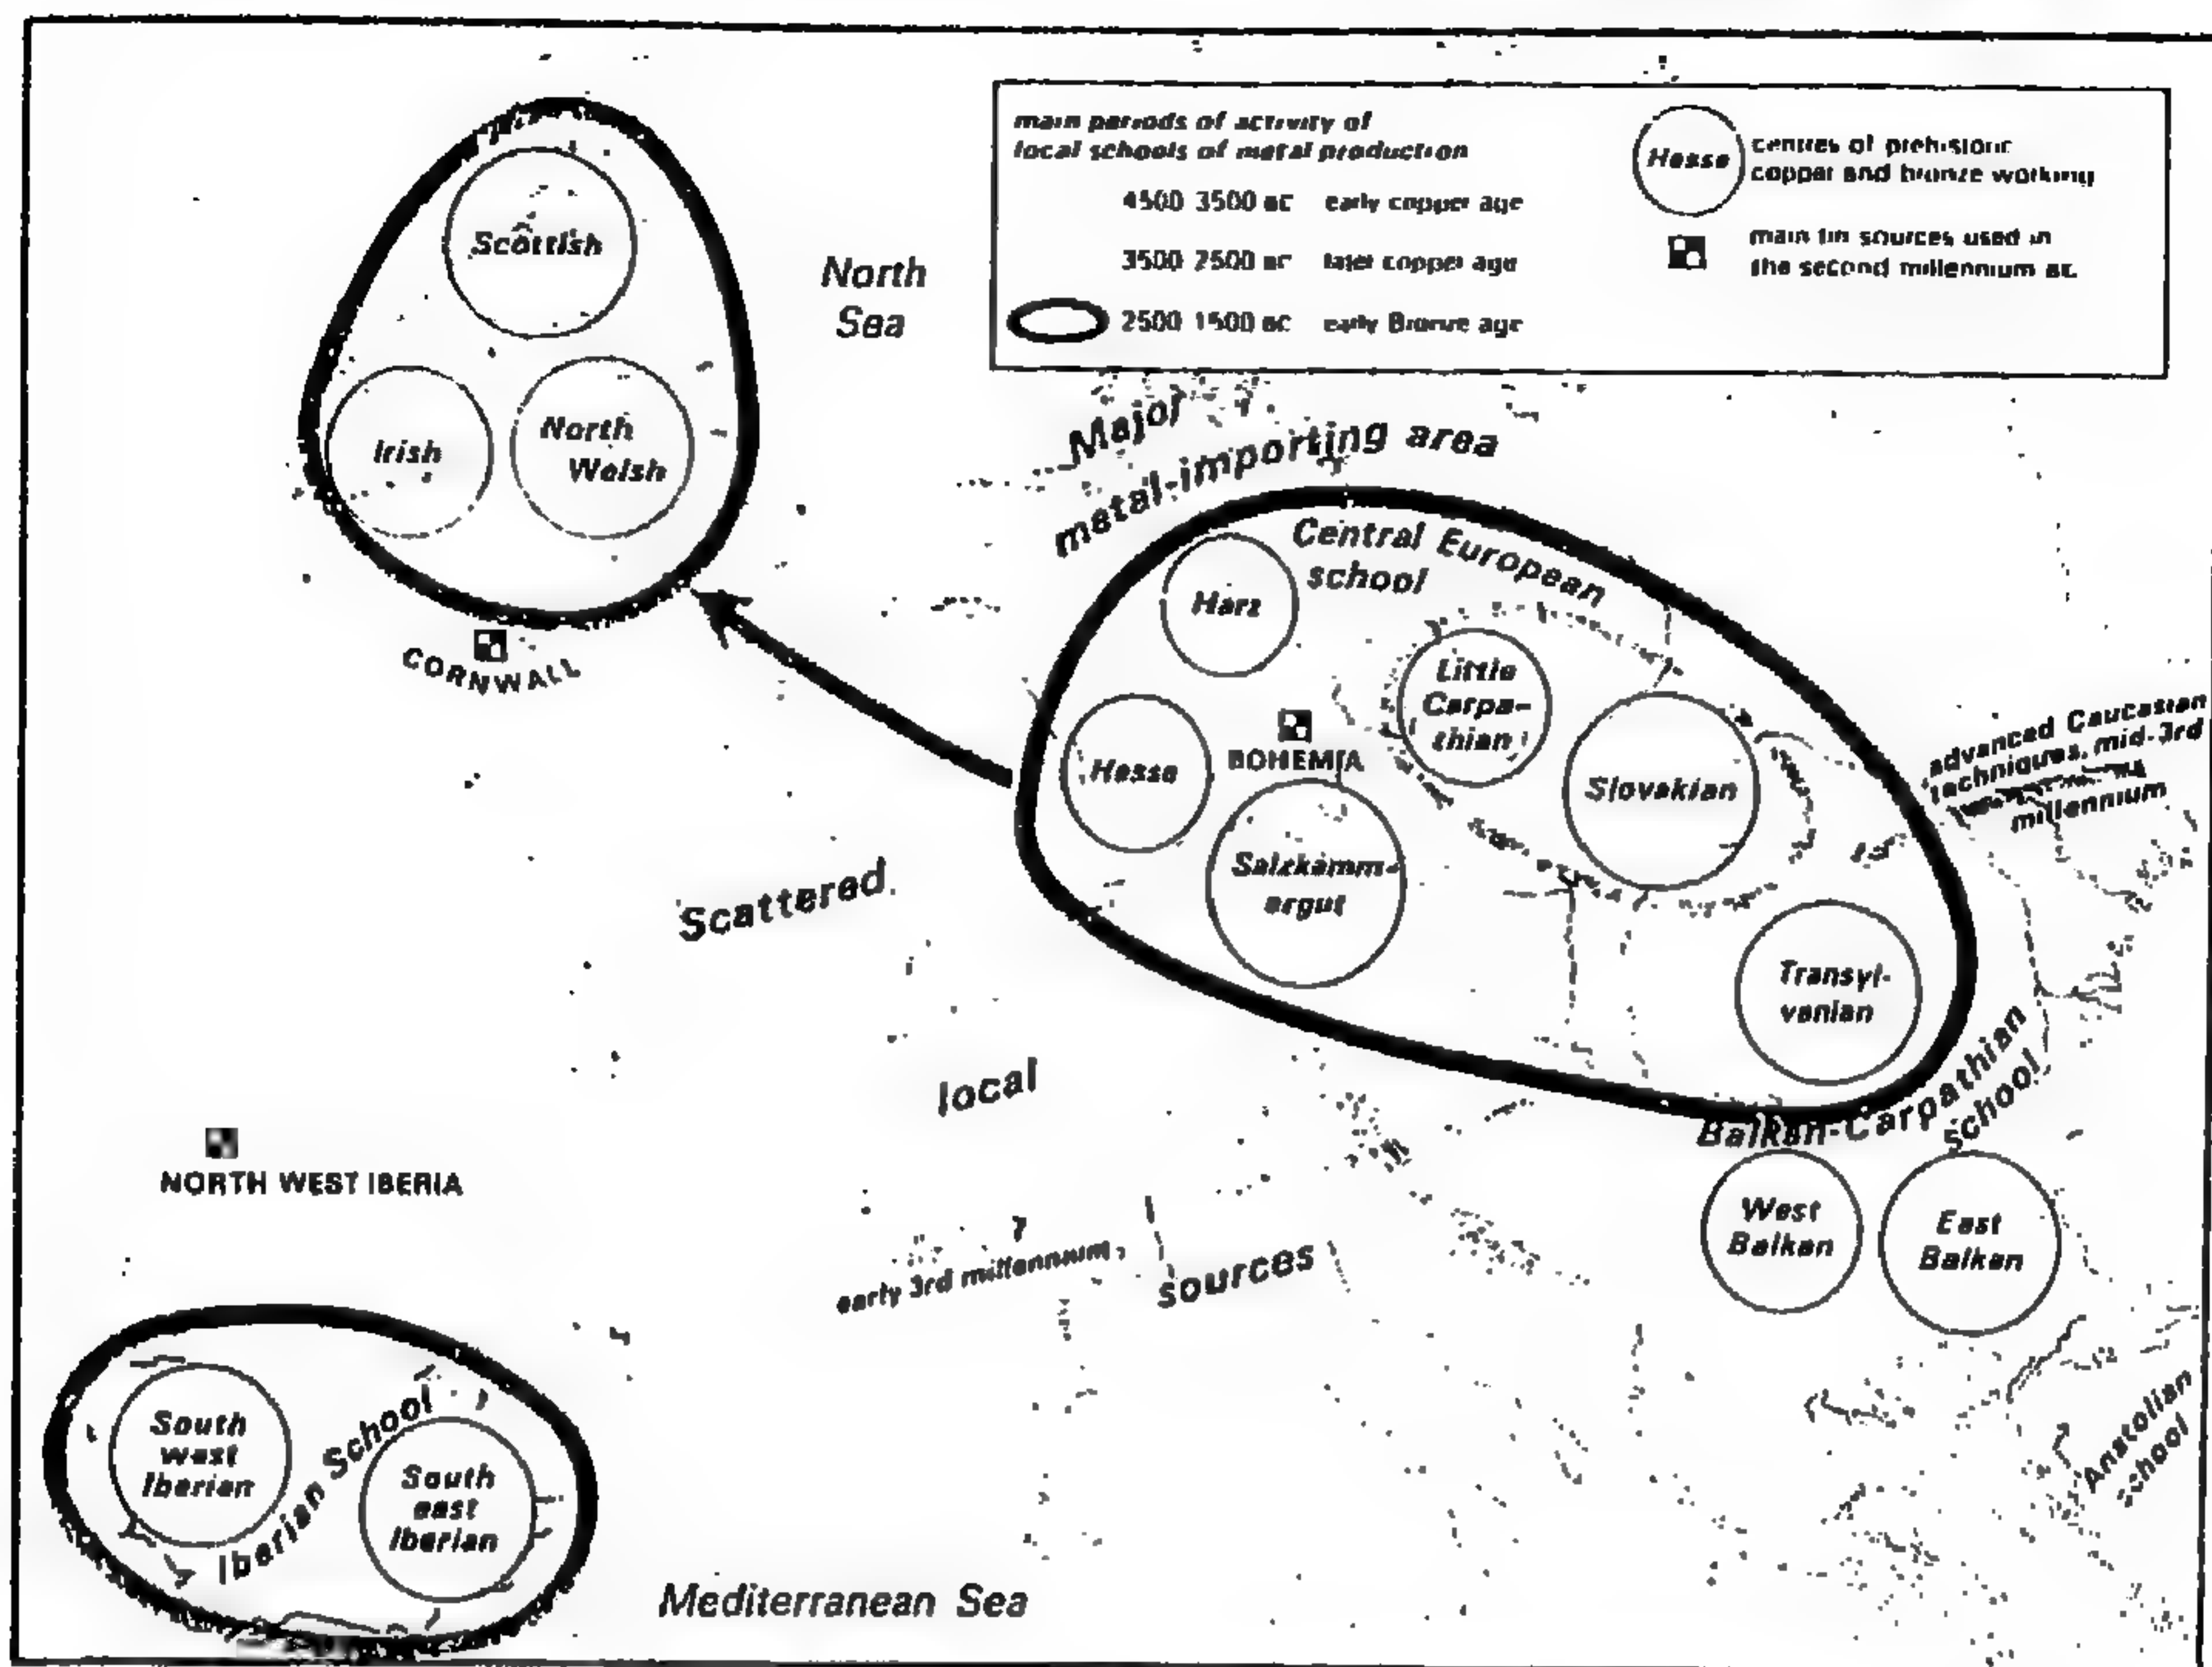 main periods of activity of
local schools of metal production
4500 3500 BC early copper age
3500 2500 BC later copper age
2500 1500 BC early Bronze age
Hesse
centres of prehistoric
copper and bronze working
main tin sources used in
the second millennium BC
Scottish
Irish
North
Welsh
North
Sea
CORNWALL
Major
metal-importing area
Central European
school
Harz
Little
Carpa-
thian
Hesse
BOHEMIA
Slovakian
Salzkamm-
ergut
Transyl-
vanian
advanced Caucasian
techniques, mid-3rd
millennium
Scattered
local
sources
Balkan-Carpathian
School
West
Balkan
East
Balkan
NORTH WEST IBERIA
?
early 3rd millennium
South
west
Iberian
Iberian School
South
east
Iberian
Anatolian
school
Mediterranean Sea